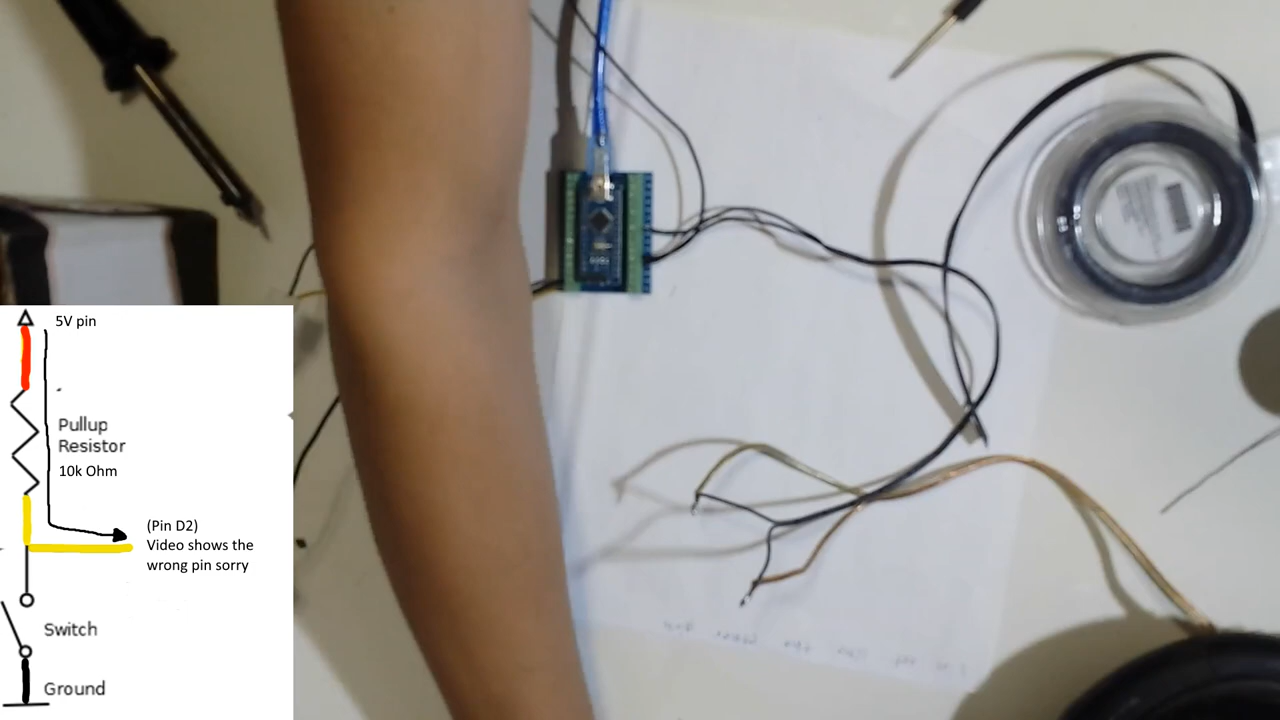 5V pin
Pullup
Resistor
10k Ohm
(Pin D2)
Video shows the
wrong pin sorry
Switch
Ground